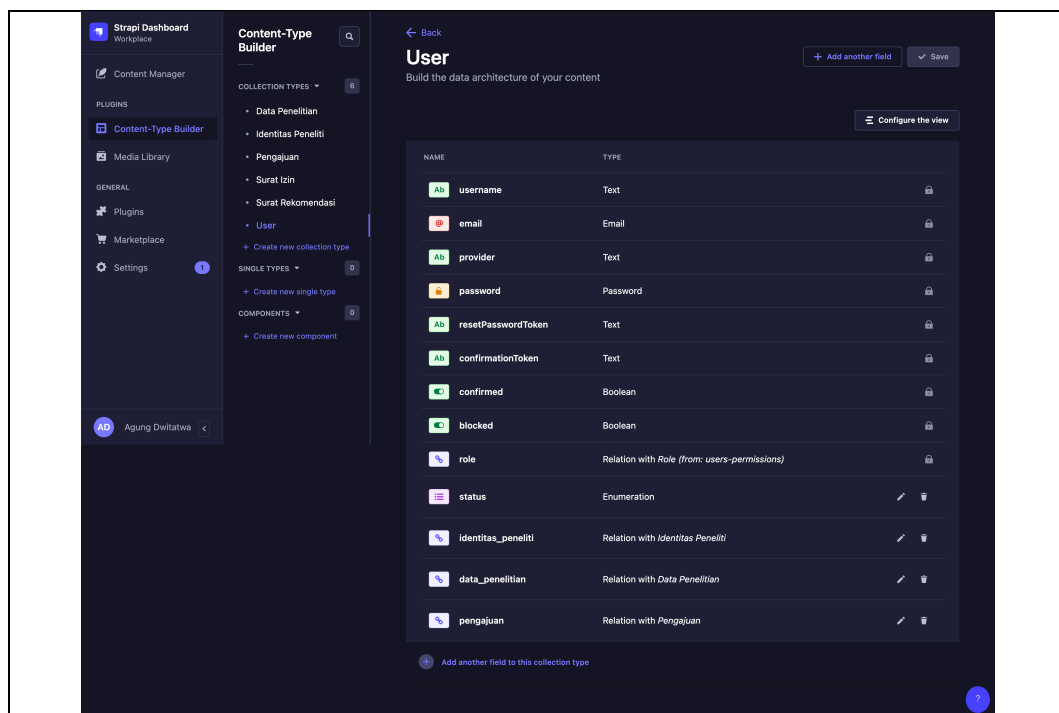 Strapi Dashboard
Workplace
Content Manager
PLUGINS
Content-Type Builder
Media Library
GENERAL
Plugins
Marketplace
Settings
1
AD
Agung Dwitatwa
Content-Type
Builder
COLLECTION TYPES
6
Data Penelitian
Identitas Peneliti
Pengajuan
Surat Izin
Surat Rekomendasi
User
+ Create new collection type
SINGLE TYPES
0
+ Create new single type
COMPONENTS
0
+ Create new component
Back
User
Build the data architecture of your content
+ Add another field
Save
Configure the view
NAME TYPE
Ab username Text
@ email Email
Ab provider Text
password Password
Ab resetPasswordToken Text
Ab confirmationToken Text
confirmed Boolean
blocked Boolean
role Relation with Role (from: users-permissions)
status Enumeration
identitas_peneliti Relation with Identitas Peneliti
data_penelitian Relation with Data Penelitian
pengajuan Relation with Pengajuan
+ Add another field to this collection type
?